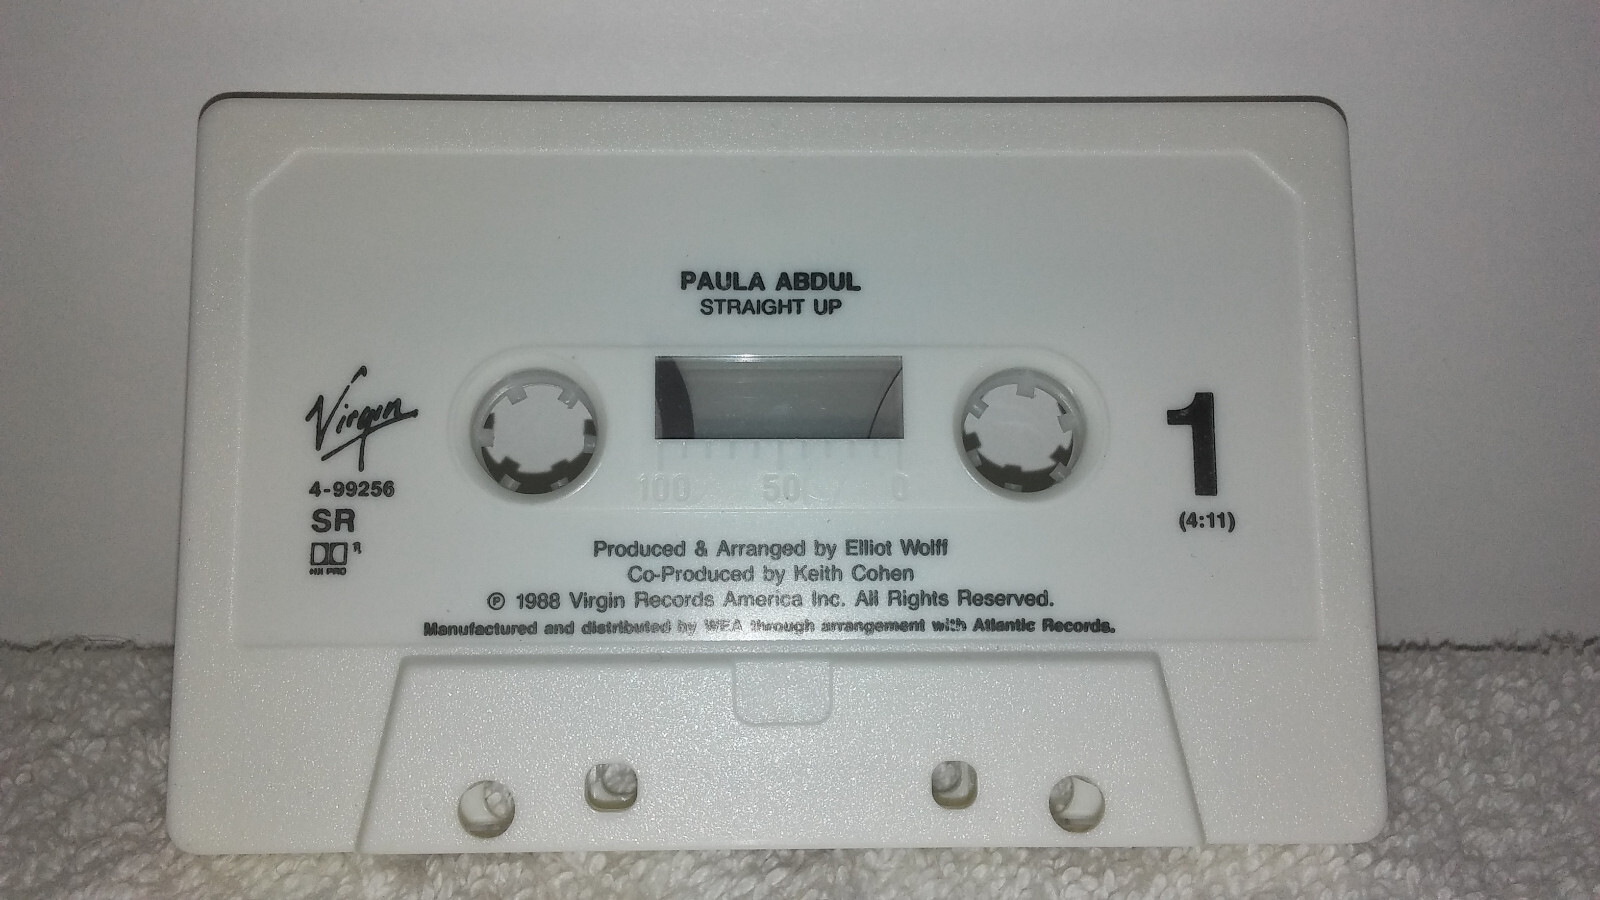 PAULA ABDUL
STRAIGHT UP
Virgin
4-99256
SR
HX PRO
100 50 0
1
(4:11)
Produced & Arranged by Elliot Wolff
Co-Produced by Keith Cohen
℗ 1988 Virgin Records America Inc. All Rights Reserved.
Manufactured and distributed by WEA through arrangement with Atlantic Records.